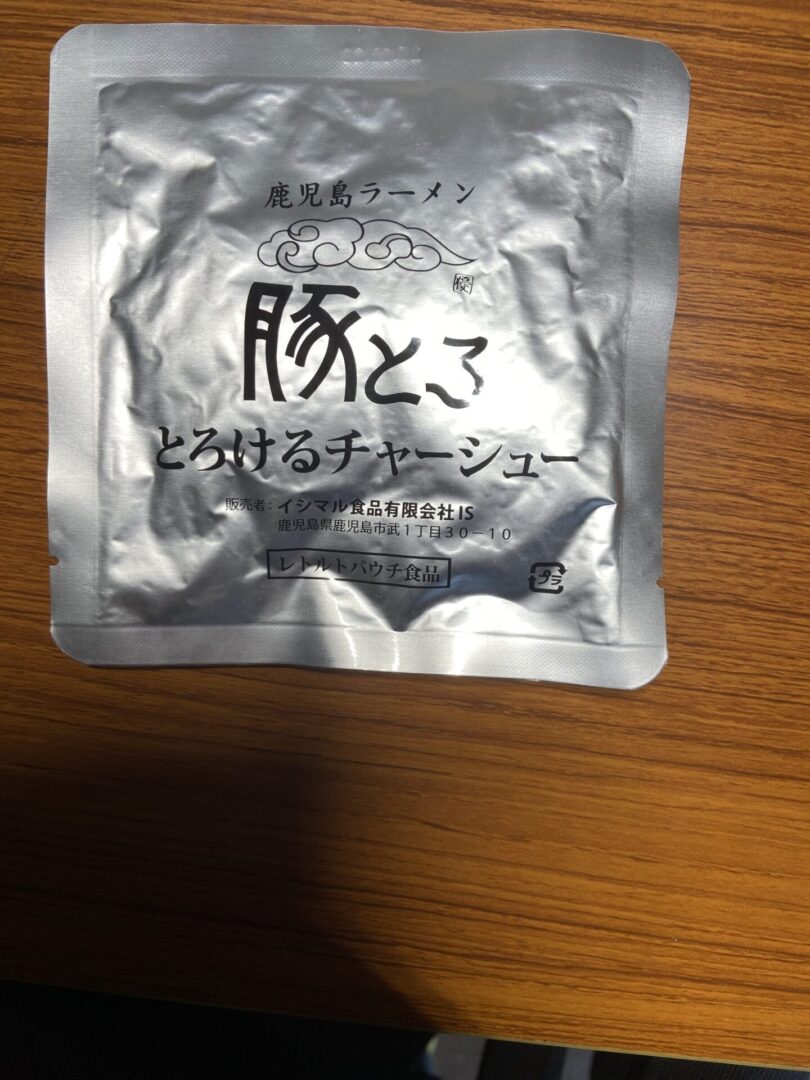 鹿児島ラーメン
豚とろ
とろけるチャーシュー
販売者：イシマル食品有限会社IS
鹿児島県鹿児島市武1丁目30－10
レトルトパウチ食品
プラ